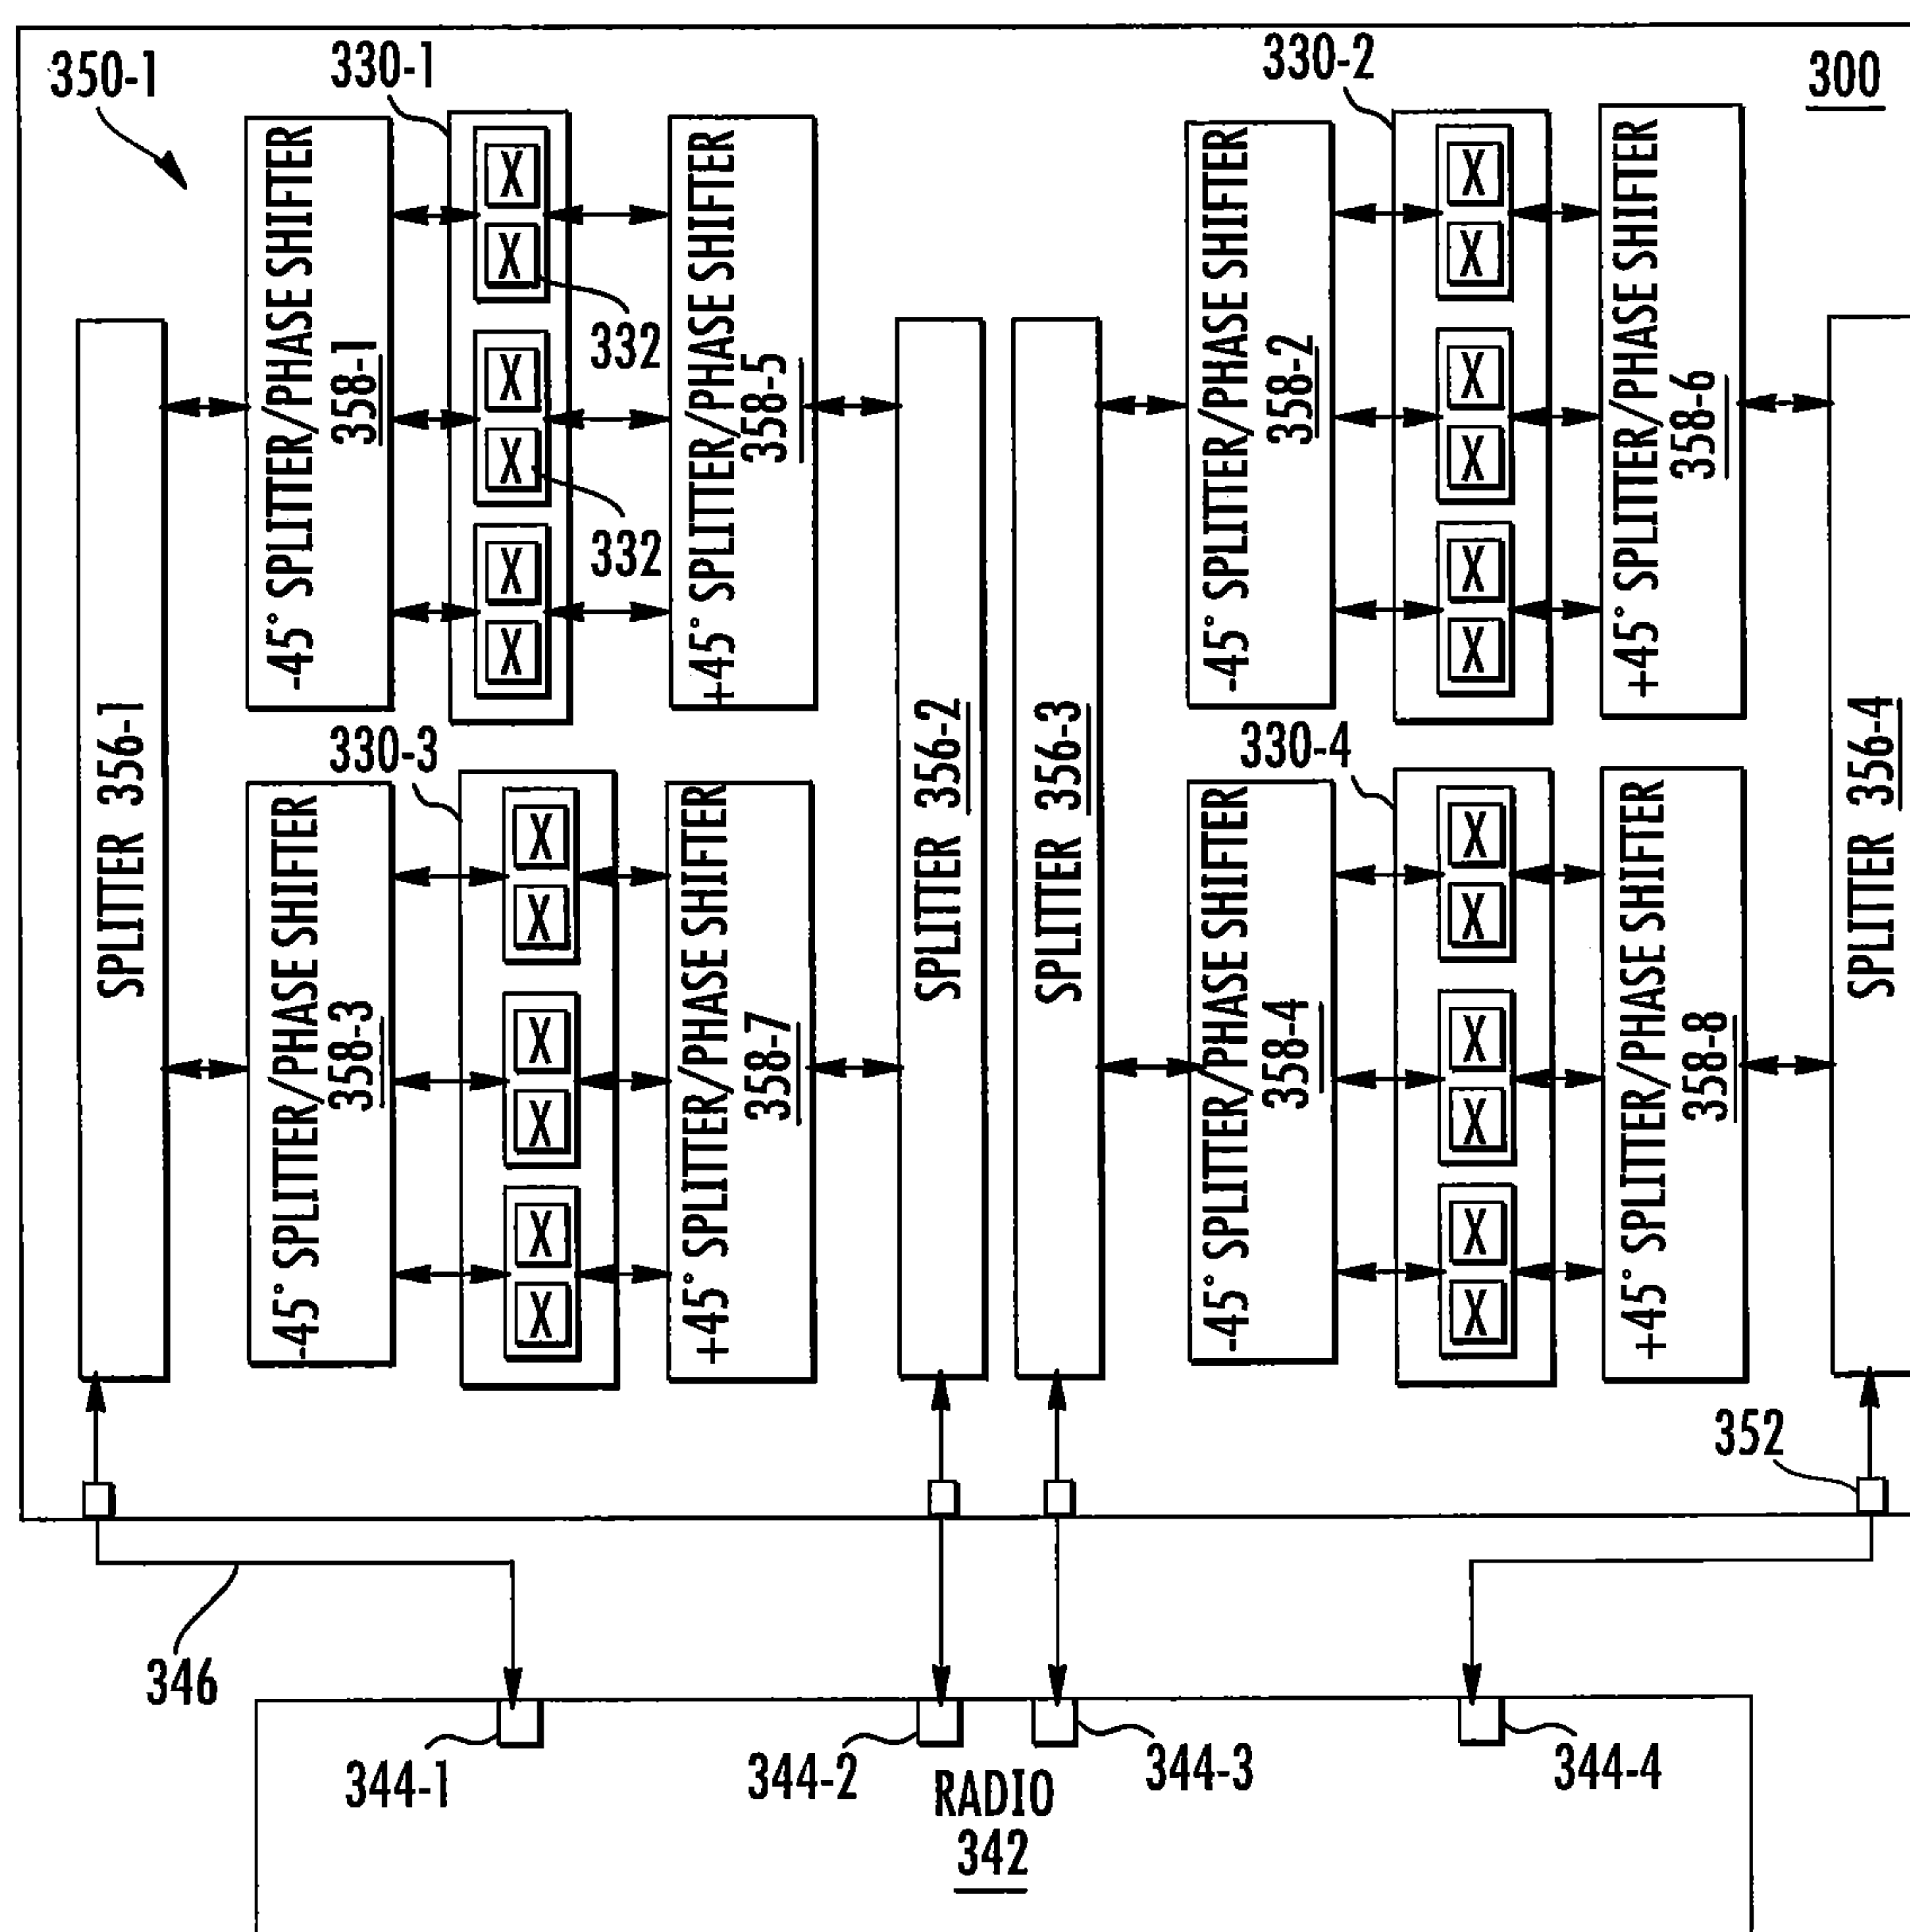 350-1
330-1
330-2
300
-45° SPLITTER/PHASE SHIFTER
358-1
X
X
X
X
X
X
332
332
+45° SPLITTER/PHASE SHIFTER
358-5
-45° SPLITTER/PHASE SHIFTER
358-2
X
X
X
X
X
X
+45° SPLITTER/PHASE SHIFTER
358-6
SPLITTER 356-1
SPLITTER 356-2
SPLITTER 356-3
SPLITTER 356-4
330-3
330-4
-45° SPLITTER/PHASE SHIFTER
358-3
X
X
X
X
X
X
+45° SPLITTER/PHASE SHIFTER
358-7
-45° SPLITTER/PHASE SHIFTER
358-4
X
X
X
X
X
X
+45° SPLITTER/PHASE SHIFTER
358-8
352
346
344-1
344-2
344-3
344-4
RADIO
342